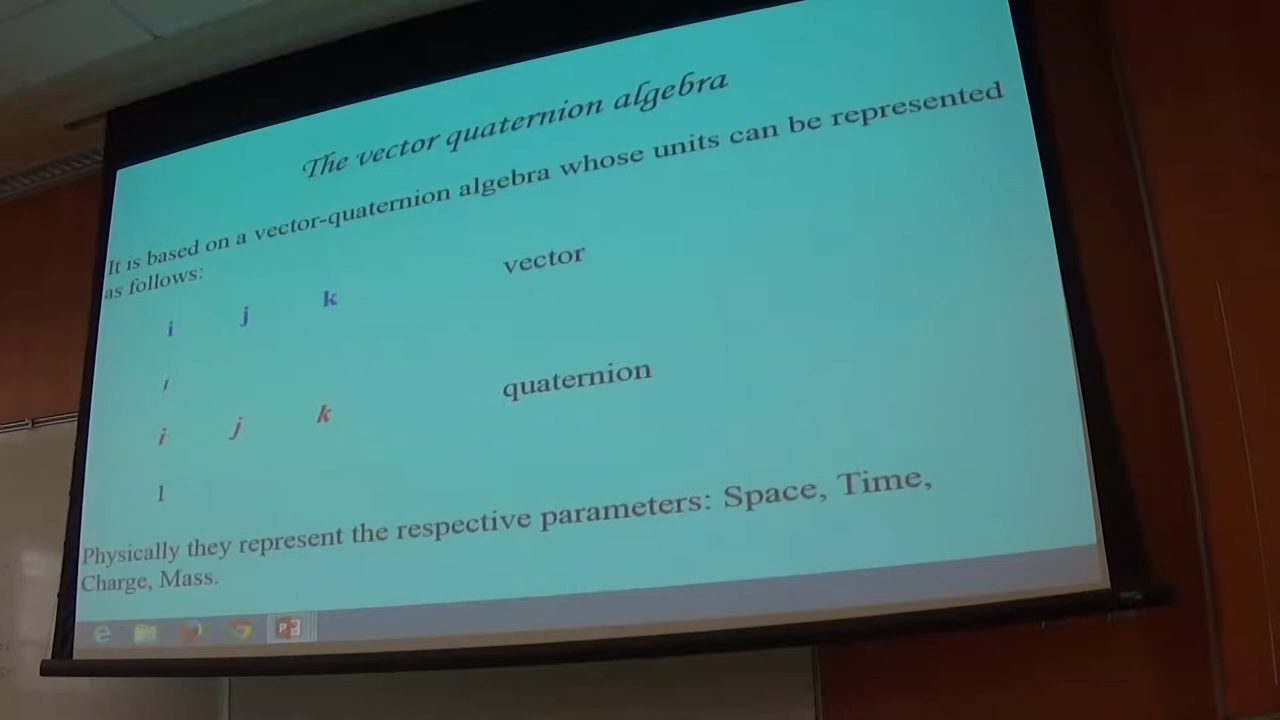 The vector quaternion algebra
It is based on a vector-quaternion algebra whose units can be represented
as follows:
i j k vector
i
i j k quaternion
1
Physically they represent the respective parameters: Space, Time,
Charge, Mass.